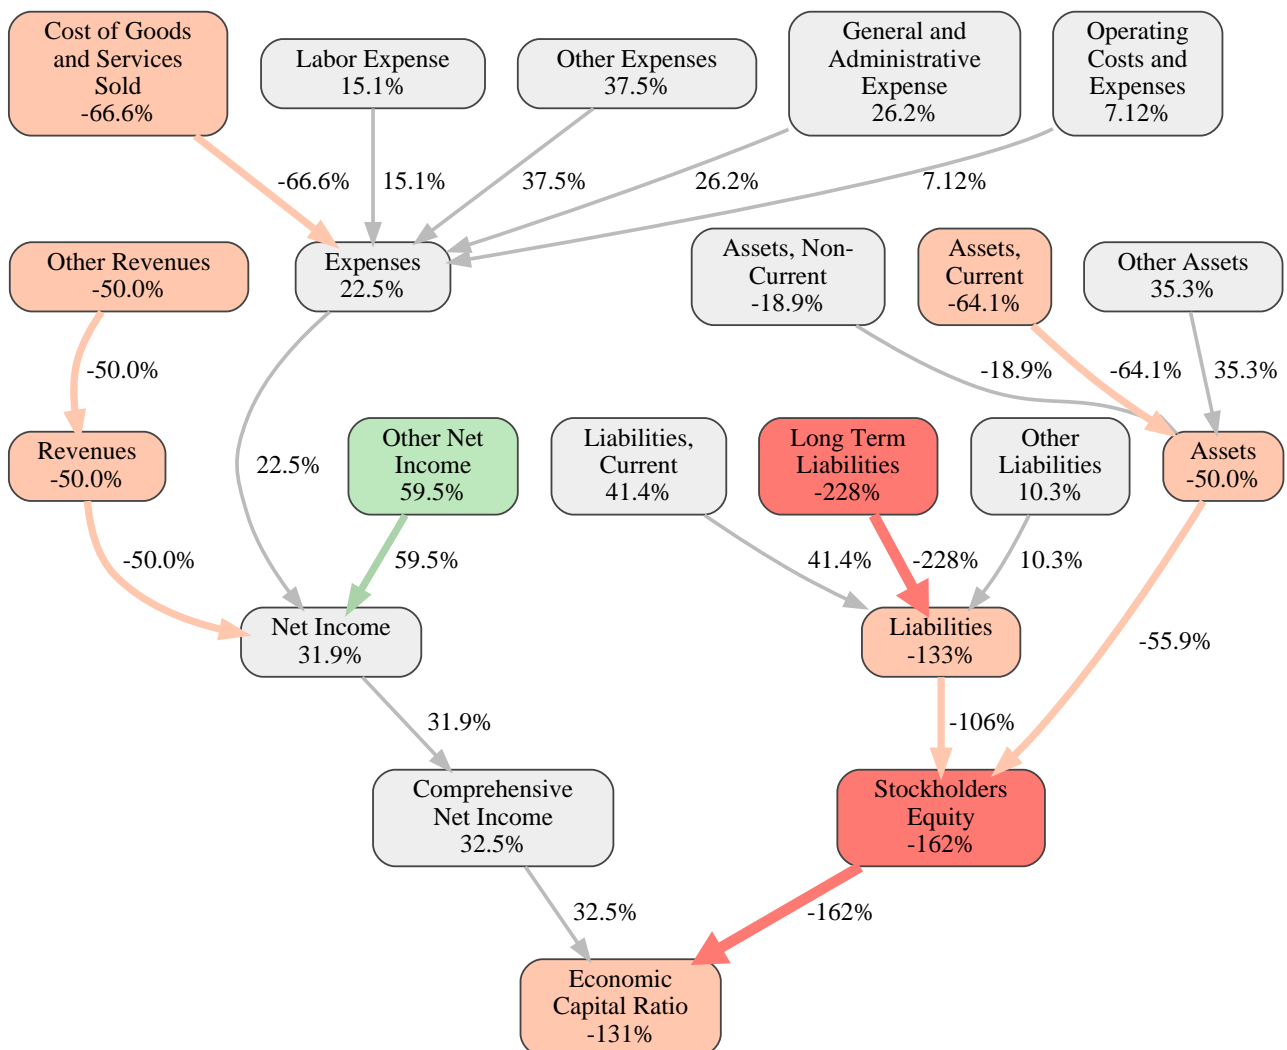 Cost of Goods
and Services
Sold
-66.6%
Labor Expense
15.1%
Other Expenses
37.5%
General and
Administrative
Expense
26.2%
Operating
Costs and
Expenses
7.12%
-66.6%
15.1%
37.5%
26.2%
7.12%
Other Revenues
-50.0%
Expenses
22.5%
Assets, Non-
Current
-18.9%
Assets,
Current
-64.1%
Other Assets
35.3%
-50.0%
-18.9%
-64.1%
35.3%
Revenues
-50.0%
22.5%
Other Net
Income
59.5%
Liabilities,
Current
41.4%
Long Term
Liabilities
-228%
Other
Liabilities
10.3%
Assets
-50.0%
-50.0%
59.5%
41.4%
-228%
10.3%
Net Income
31.9%
Liabilities
-133%
-55.9%
31.9%
-106%
Comprehensive
Net Income
32.5%
Stockholders
Equity
-162%
32.5%
-162%
Economic
Capital Ratio
-131%